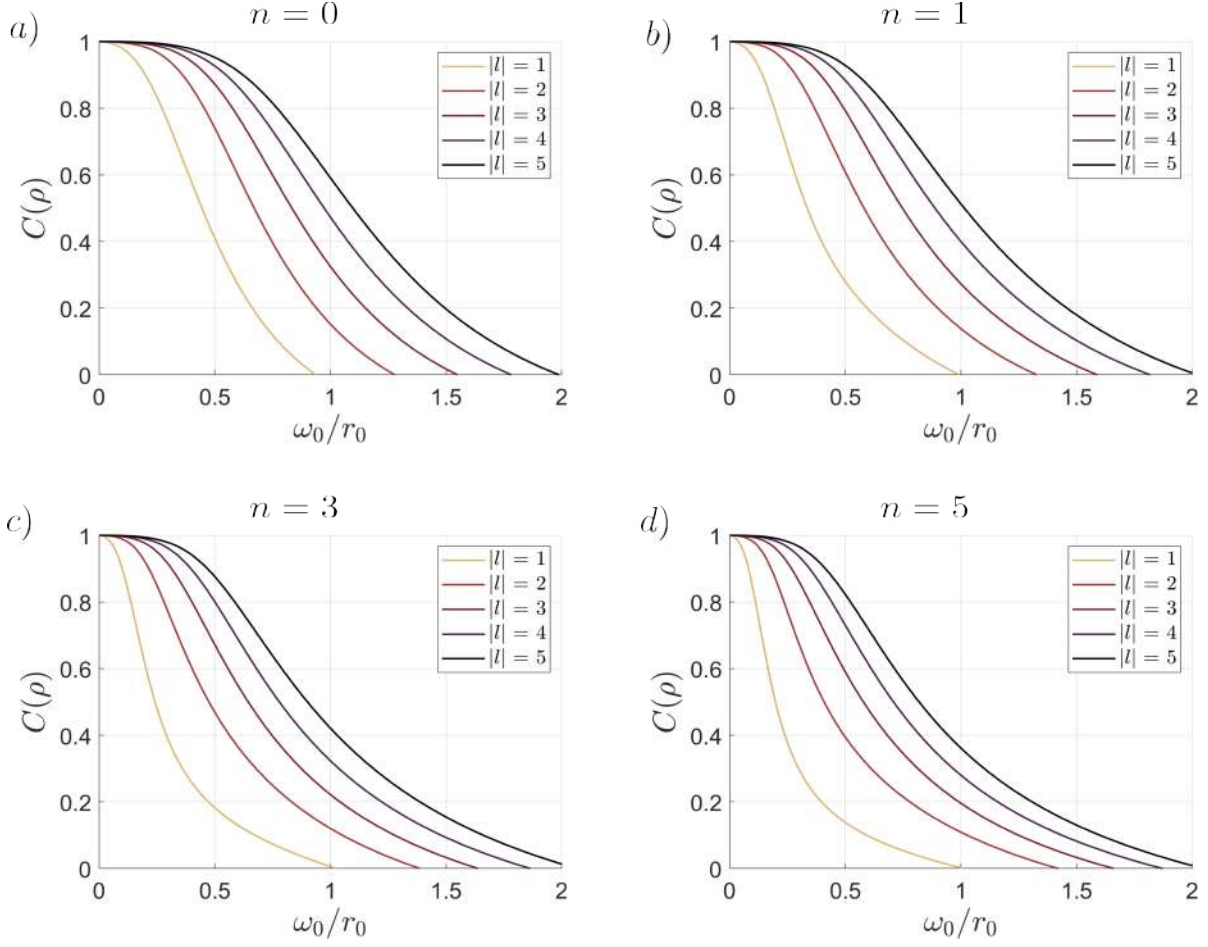 a)
n = 0
C(ρ)
1
0.8
0.6
0.4
0.2
0
0
0.5
1
1.5
2
ω₀/r₀
|l| = 1
|l| = 2
|l| = 3
|l| = 4
|l| = 5
b)
n = 1
C(ρ)
1
0.8
0.6
0.4
0.2
0
0
0.5
1
1.5
2
ω₀/r₀
|l| = 1
|l| = 2
|l| = 3
|l| = 4
|l| = 5
c)
n = 3
C(ρ)
1
0.8
0.6
0.4
0.2
0
0
0.5
1
1.5
2
ω₀/r₀
|l| = 1
|l| = 2
|l| = 3
|l| = 4
|l| = 5
d)
n = 5
C(ρ)
1
0.8
0.6
0.4
0.2
0
0
0.5
1
1.5
2
ω₀/r₀
|l| = 1
|l| = 2
|l| = 3
|l| = 4
|l| = 5